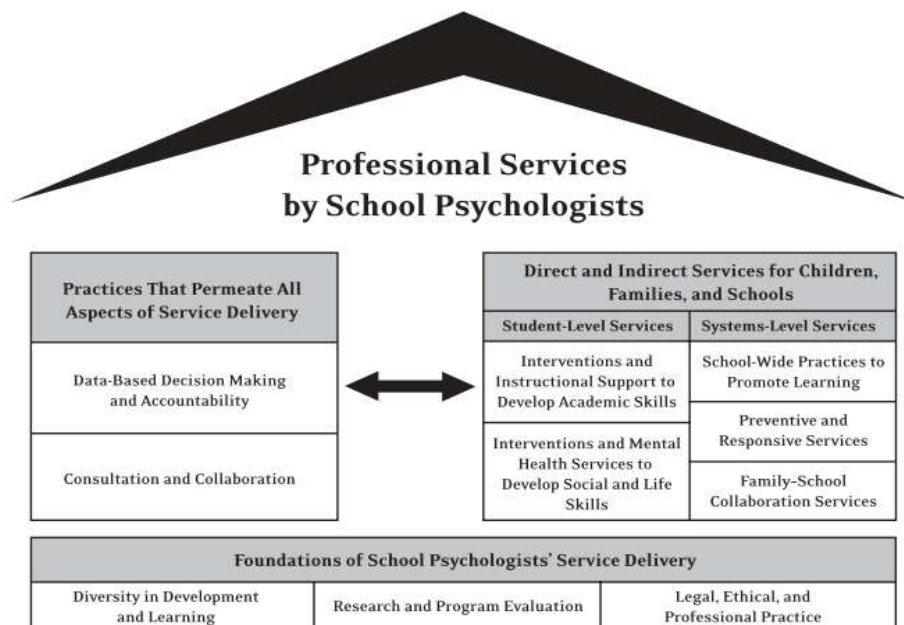 Professional Services
by School Psychologists
Practices That Permeate All
Aspects of Service Delivery
Data-Based Decision Making
and Accountability
Consultation and Collaboration
Direct and Indirect Services for Children,
Families, and Schools
Student-Level Services
Systems-Level Services
Interventions and
Instructional Support to
Develop Academic Skills
Interventions and Mental
Health Services to
Develop Social and Life
Skills
School-Wide Practices to
Promote Learning
Preventive and
Responsive Services
Family–School
Collaboration Services
Foundations of School Psychologists’ Service Delivery
Diversity in Development
and Learning
Research and Program Evaluation
Legal, Ethical, and
Professional Practice